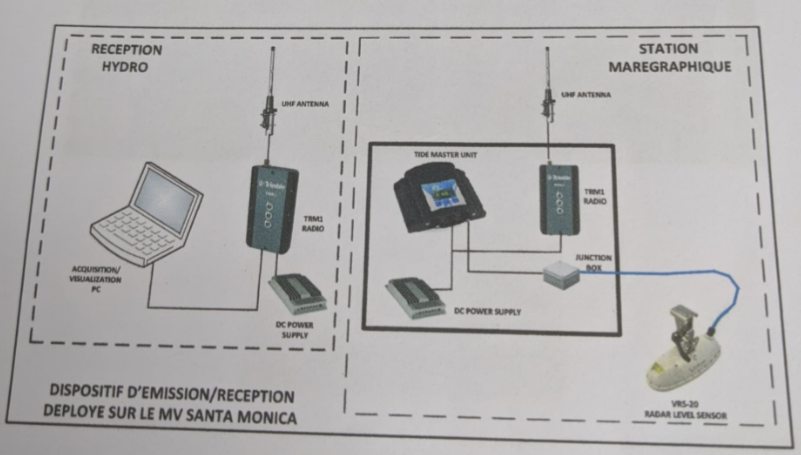 RECEPTION
HYDRO
UHF ANTENNA
Trimble
TRM1
RADIO
ACQUISITION/
VISUALIZATION
PC
DC POWER
SUPPLY
STATION
MAREGRAPHIQUE
UHF ANTENNA
TIDE MASTER UNIT
Trimble
TRM1
RADIO
JUNCTION
BOX
DC POWER SUPPLY
VRS-20
RADAR LEVEL SENSOR
DISPOSITIF D'EMISSION/RECEPTION
DEPLOYE SUR LE MV SANTA MONICA